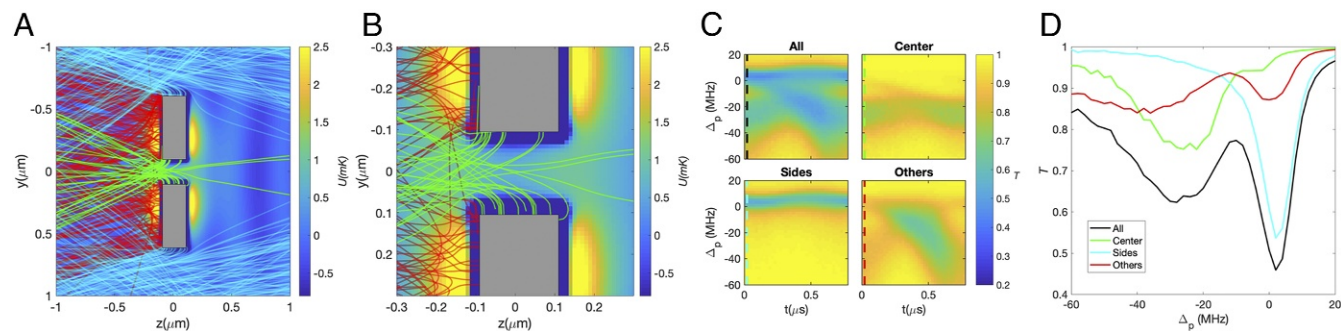 A
B
C
D
-1
-0.5
0
0.5
1
-1
-0.5
0
0.5
1
y(μm)
z(μm)
2.5
2
1.5
1
0.5
0
-0.5
U(mK)
-0.3
-0.2
-0.1
0
0.1
0.2
0.3
-0.3
-0.2
-0.1
0
0.1
0.2
y(μm)
z(μm)
2.5
2
1.5
1
0.5
0
-0.5
U(mK)
All
Center
20
0
-20
-40
-60
Δp (MHz)
Sides
Others
20
0
-20
-40
-60
Δp (MHz)
0
0.5
0
0.5
t(μs)
t(μs)
1
0.9
0.8
0.7
0.6
0.5
0.4
0.3
0.2
T
1
0.9
0.8
0.7
0.6
0.5
0.4
T
All
Center
Sides
Others
-60
-40
-20
0
20
Δp (MHz)